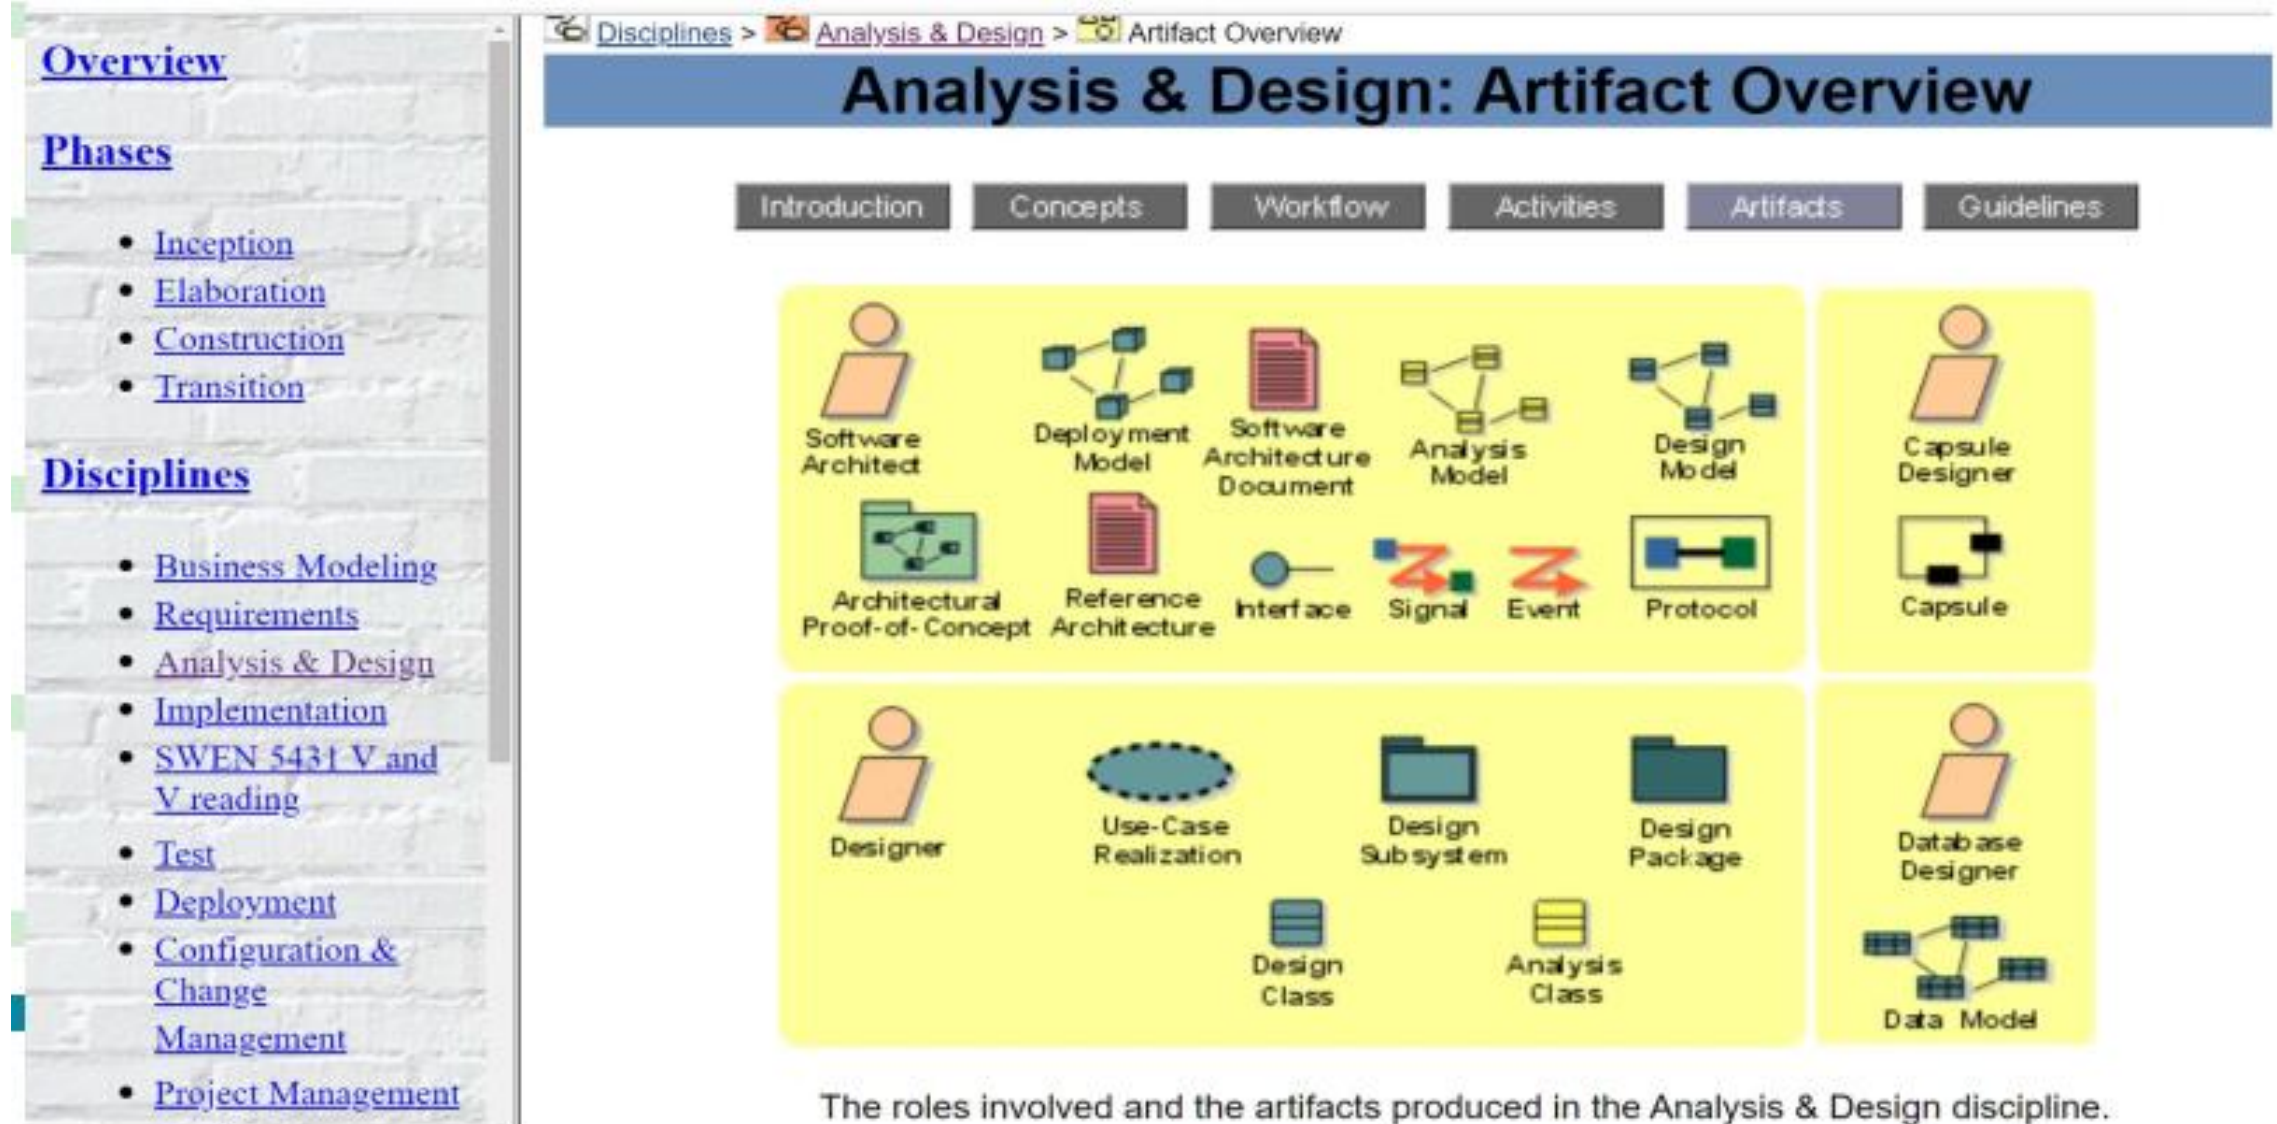 Overview
Phases
Inception
Elaboration
Construction
Transition
Disciplines
Business Modeling
Requirements
Analysis & Design
Implementation
SWEN 5431 V and
V reading
Test
Deployment
Configuration &
Change
Management
Project Management
Disciplines > Analysis & Design > Artifact Overview
Analysis & Design: Artifact Overview
Introduction Concepts Workflow Activities Artifacts Guidelines
Software
Architect
Deployment
Model
Software
Architecture
Document
Analysis
Model
Design
Model
Capsule
Designer
Architectural
Proof-of-Concept
Reference
Architecture
Interface
Signal
Event
Protocol
Capsule
Designer
Use-Case
Realization
Design
Subsystem
Design
Package
Database
Designer
Design
Class
Analysis
Class
Data Model
The roles involved and the artifacts produced in the Analysis & Design discipline.